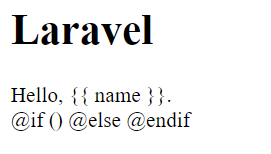 Laravel
Hello, {{ name }}.
@if () @else @endif